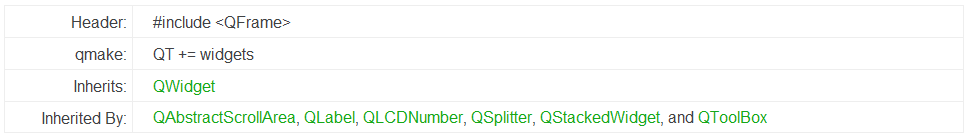 Header: #include <QFrame>
qmake: QT += widgets
Inherits: QWidget
Inherited By: QAbstractScrollArea, QLabel, QLCDNumber, QSplitter, QStackedWidget, and QToolBox